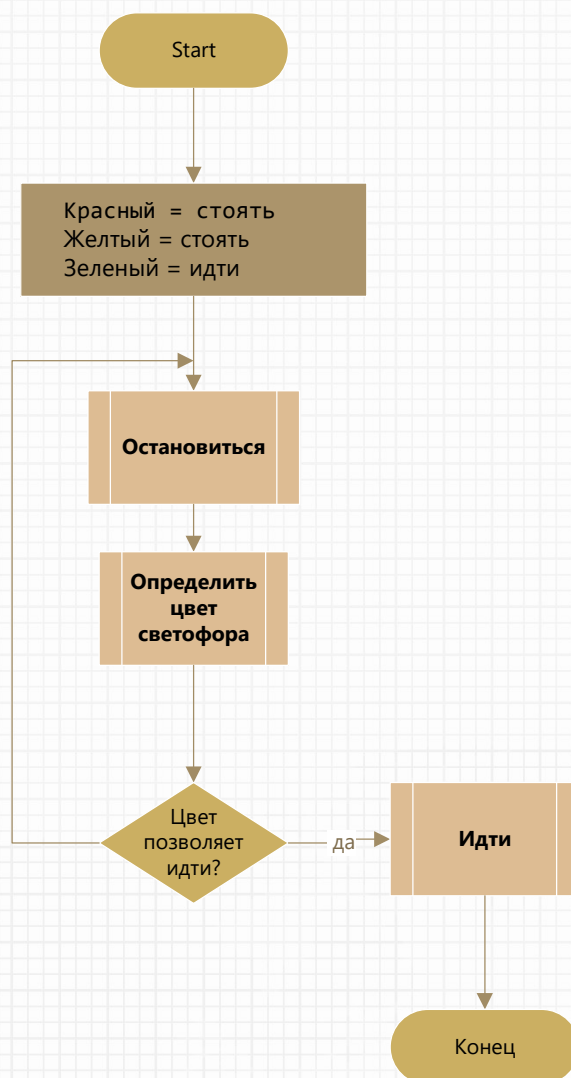 Start
Красный = стоять
Желтый = стоять
Зеленый = идти
Остановиться
Определить
цвет
светофора
Цвет
позволяет
идти?
да
Идти
Конец